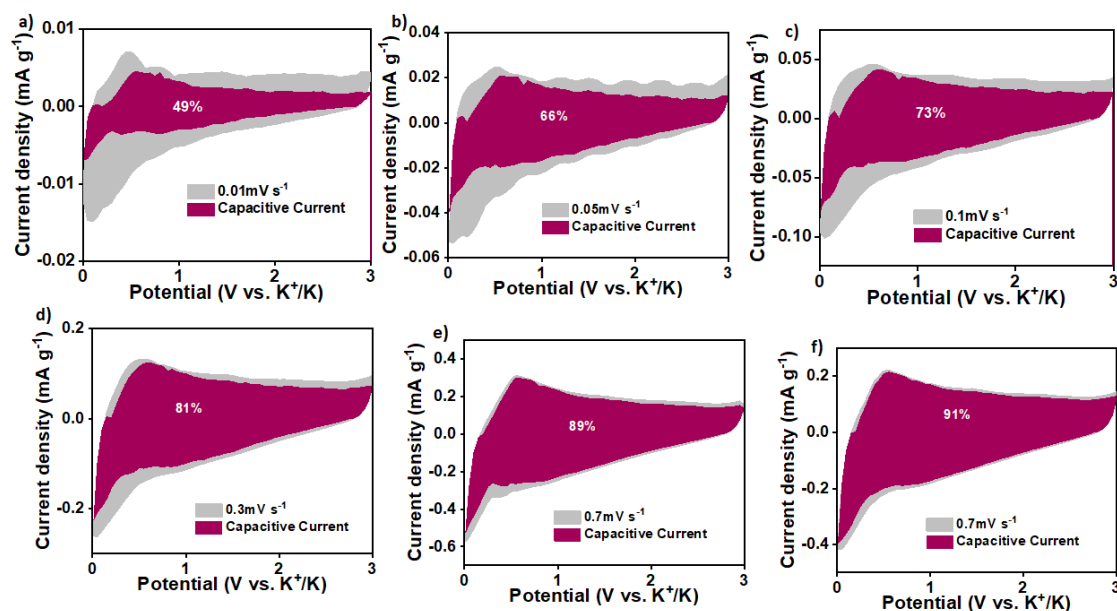 a)
Current density (mA g⁻¹)
0.01
0.00
-0.01
-0.02
49%
0.01mV s⁻¹
Capacitive Current
0
1
2
3
Potential (V vs. K⁺/K)
b)
Current density (mA g⁻¹)
0.04
0.02
0.00
-0.02
-0.04
-0.06
66%
0.05mV s⁻¹
Capacitive Current
0
1
2
3
Potential (V vs. K⁺/K)
c)
Current density (mA g⁻¹)
0.05
0.00
-0.05
-0.10
73%
0.1mV s⁻¹
Capacitive Current
0
1
2
3
Potential (V vs. K⁺/K)
d)
Current density (mA g⁻¹)
0.2
0.0
-0.2
81%
0.3mV s⁻¹
Capacitive Current
0
1
2
3
Potential (V vs. K⁺/K)
e)
Current density (mA g⁻¹)
0.4
0.2
0.0
-0.2
-0.4
-0.6
89%
0.7mV s⁻¹
Capacitive Current
0
1
2
3
Potential (V vs. K⁺/K)
f)
Current density (mA g⁻¹)
0.2
0.0
-0.2
-0.4
91%
0.7mV s⁻¹
Capacitive Current
0
1
2
3
Potential (V vs. K⁺/K)